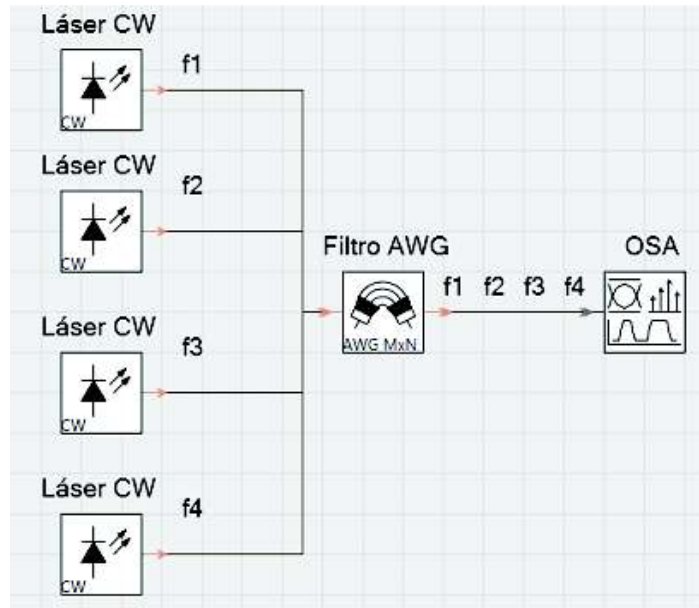 Láser CW
f1
CW
Láser CW
f2
CW
Filtro AWG
OSA
f1 f2 f3 f4
AWG MxN
Láser CW
f3
CW
Láser CW
f4
CW